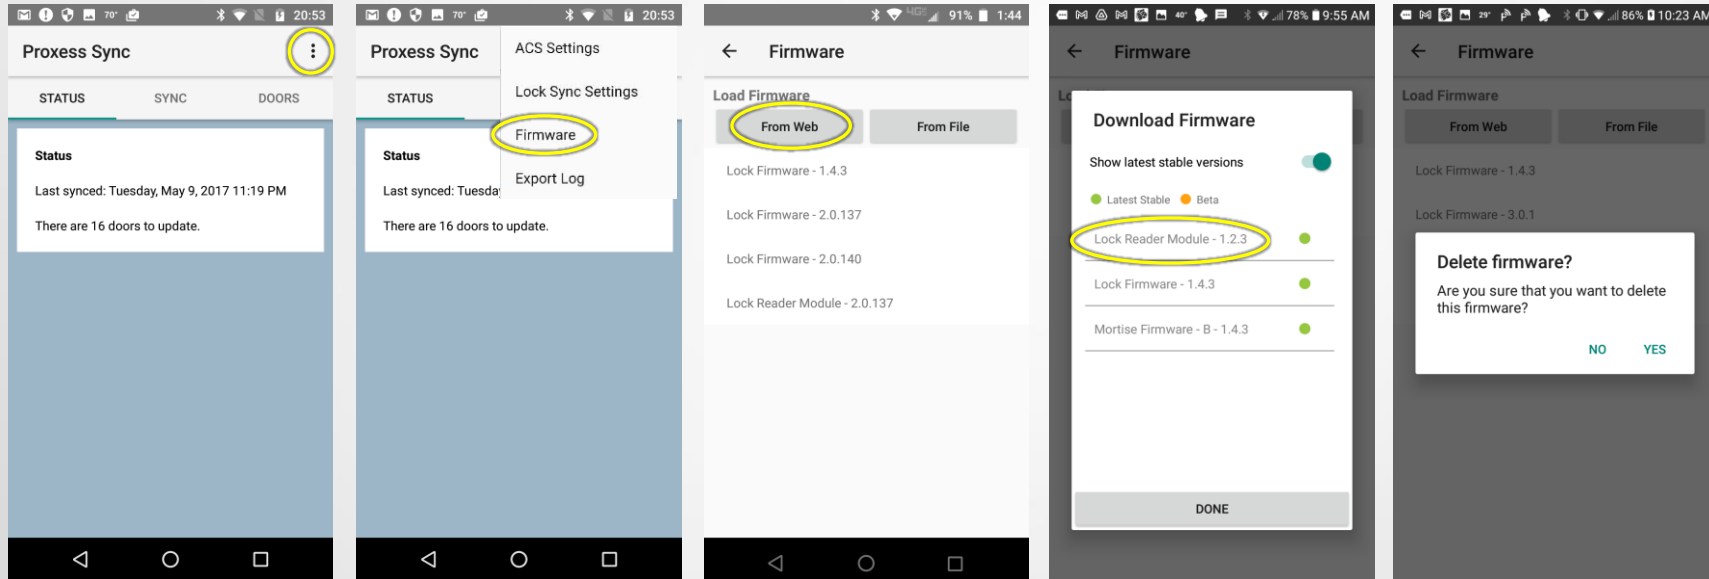 70°
20:53
Proxess Sync
STATUS
SYNC
DOORS
Status
Last synced: Tuesday, May 9, 2017 11:19 PM
There are 16 doors to update.
70°
20:53
Proxess Sync
ACS Settings
Lock Sync Settings
Firmware
Export Log
STATUS
Status
Last synced: Tuesday
There are 16 doors to update.
4G 91% 1:44
Firmware
Load Firmware
From Web
From File
Lock Firmware - 1.4.3
Lock Firmware - 2.0.137
Lock Firmware - 2.0.140
Lock Reader Module - 2.0.137
40° 78% 9:55 AM
Firmware
Lo
Download Firmware
Show latest stable versions
Latest Stable Beta
Lock Reader Module - 1.2.3
Lock Firmware - 1.4.3
Mortise Firmware - B - 1.4.3
DONE
29° 86% 10:23 AM
Firmware
Load Firmware
From Web
From File
Lock Firmware - 1.4.3
Lock Firmware - 3.0.1
Delete firmware?
Are you sure that you want to delete
this firmware?
NO
YES